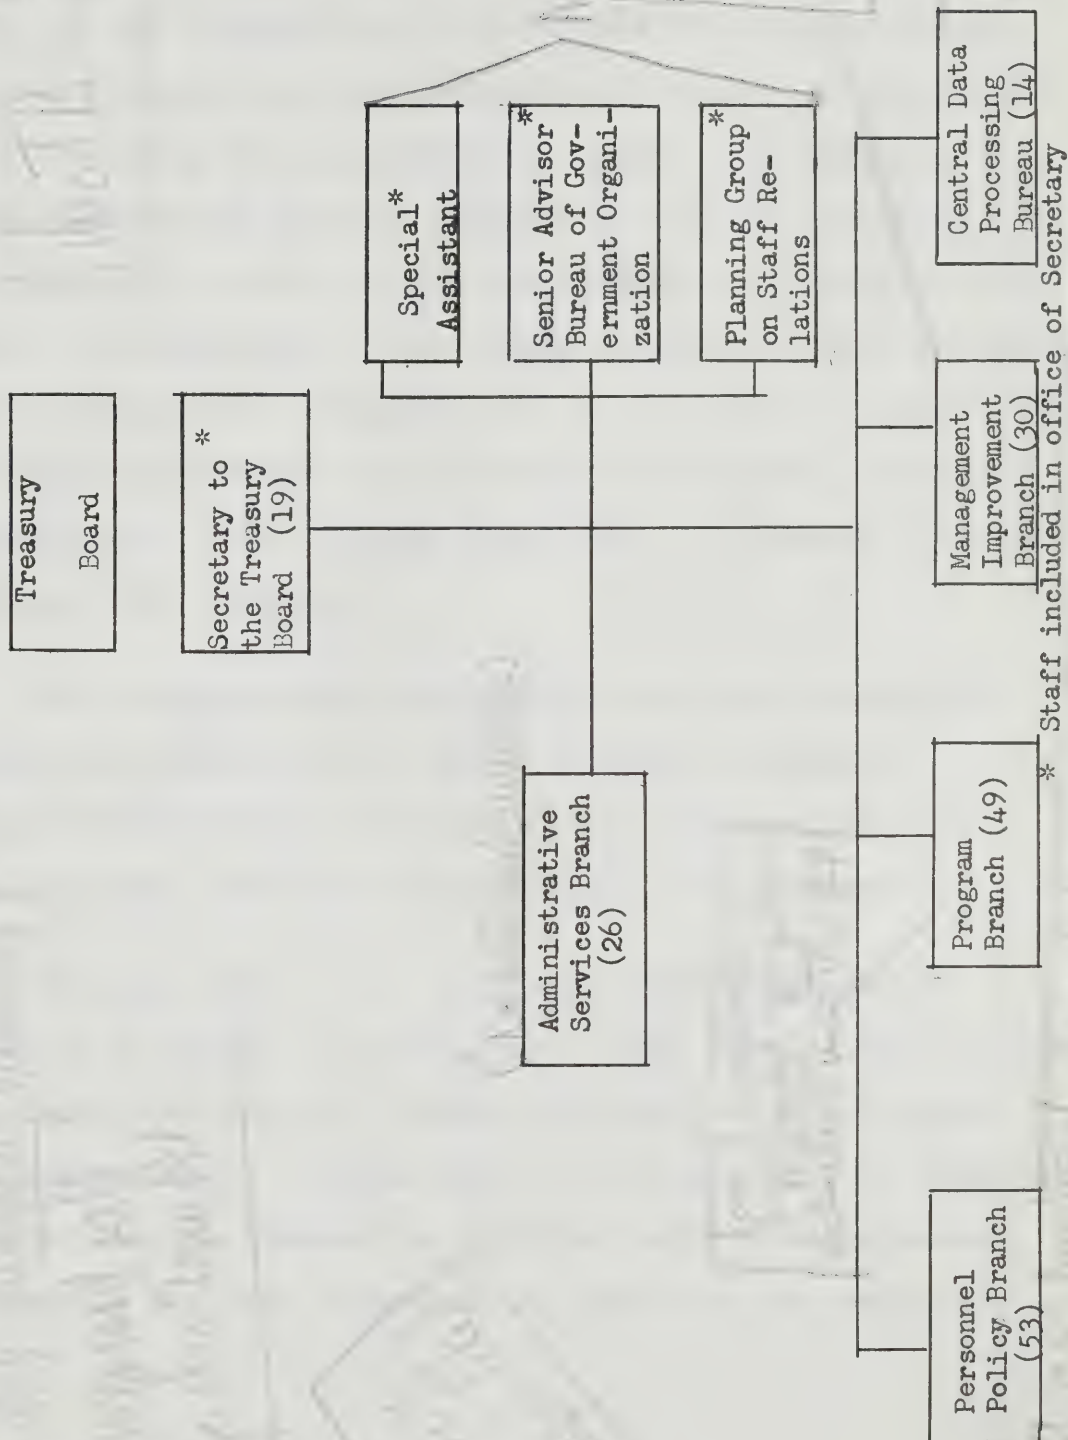 Treasury
Board
Secretary to *
the Treasury
Board (19)
Special*
Assistant
*
Senior Advisor
Bureau of Gov-
ernment Organi-
zation
*
Planning Group
on Staff Re-
lations
Administrative
Services Branch
(26)
Personnel
Policy Branch
(53)
Program
Branch (49)
Management
Improvement
Branch (30)
Central Data
Processing
Bureau (14)
* Staff included in office of Secretary